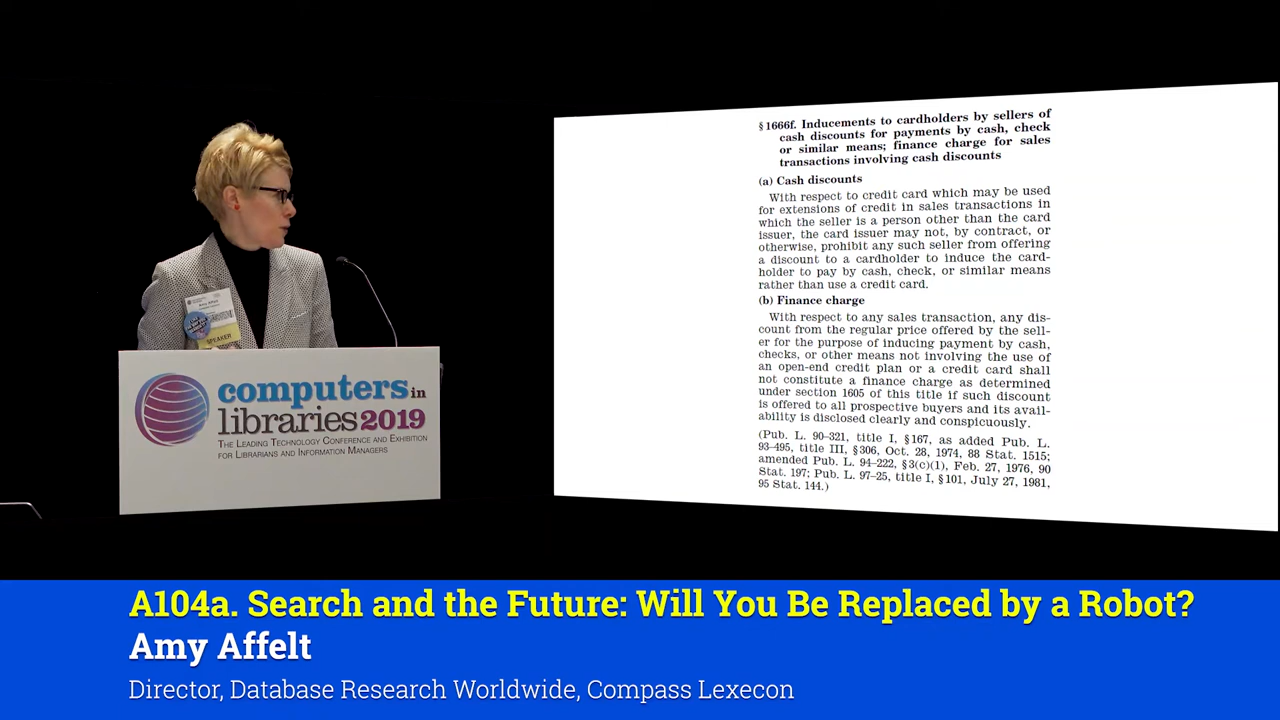 § 1666f. Inducements to cardholders by sellers of
cash discounts for payments by cash, check
or similar means; finance charge for sales
transactions involving cash discounts
(a) Cash discounts
With respect to credit card which may be used
for extensions of credit in sales transactions in
which the seller is a person other than the card
issuer, the card issuer may not, by contract, or
otherwise, prohibit any such seller from offering
a discount to a cardholder to induce the card-
holder to pay by cash, check, or similar means
rather than use a credit card.
(b) Finance charge
With respect to any sales transaction, any dis-
count from the regular price offered by the sell-
er for the purpose of inducing payment by cash,
checks, or other means not involving the use of
an open-end credit plan or a credit card shall
not constitute a finance charge as determined
under section 1605 of this title if such discount
is offered to all prospective buyers and its avail-
ability is disclosed clearly and conspicuously.
(Pub. L. 90–321, title I, § 167, as added Pub. L.
93–495, title III, § 306, Oct. 28, 1974, 88 Stat. 1515;
amended Pub. L. 94–222, § 3(c)(1), Feb. 27, 1976, 90
Stat. 197; Pub. L. 97–25, title I, § 101, July 27, 1981,
95 Stat. 144.)
Amy Affelt
SPEAKER
computers in
libraries 2019
THE LEADING TECHNOLOGY CONFERENCE AND EXHIBITION
FOR LIBRARIANS AND INFORMATION MANAGERS
A104a. Search and the Future: Will You Be Replaced by a Robot?
Amy Affelt
Director, Database Research Worldwide, Compass Lexecon